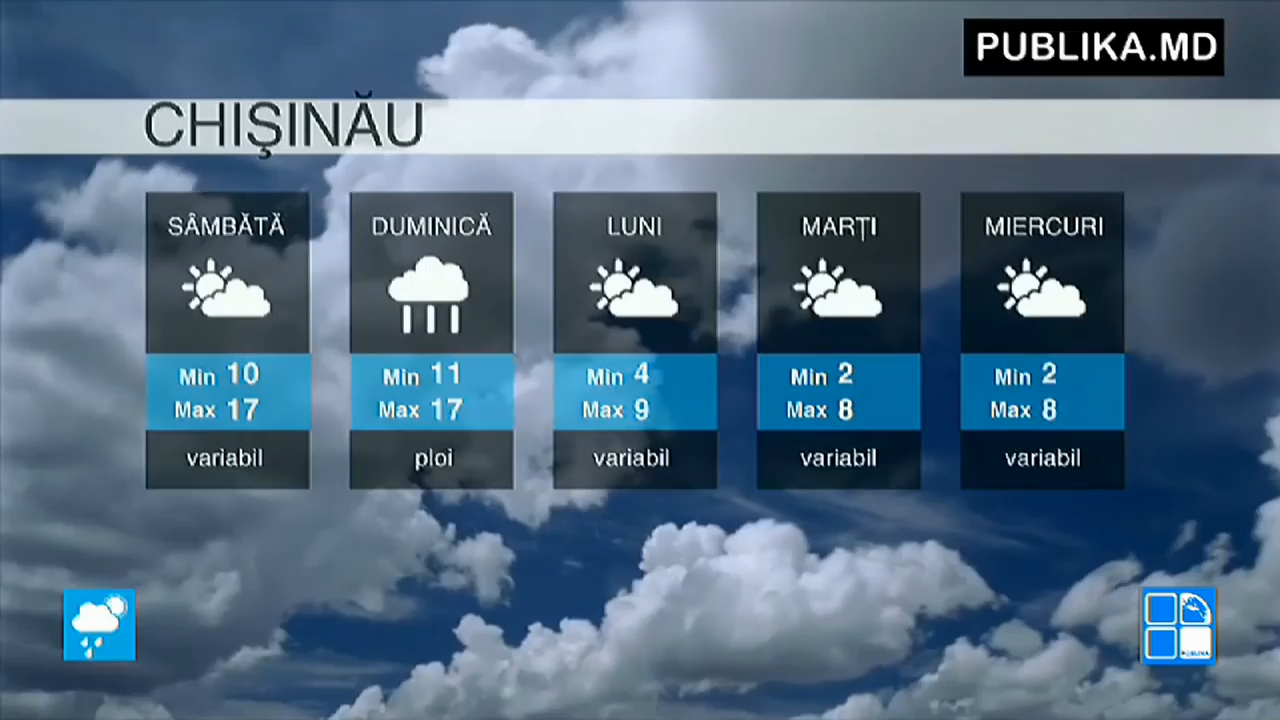 PUBLIKA.MD
CHIŞINĂU
SÂMBĂTĂ
Min 10
Max 17
variabil
DUMINICĂ
Min 11
Max 17
ploi
LUNI
Min 4
Max 9
variabil
MARȚI
Min 2
Max 8
variabil
MIERCURI
Min 2
Max 8
variabil
PUBLIKA